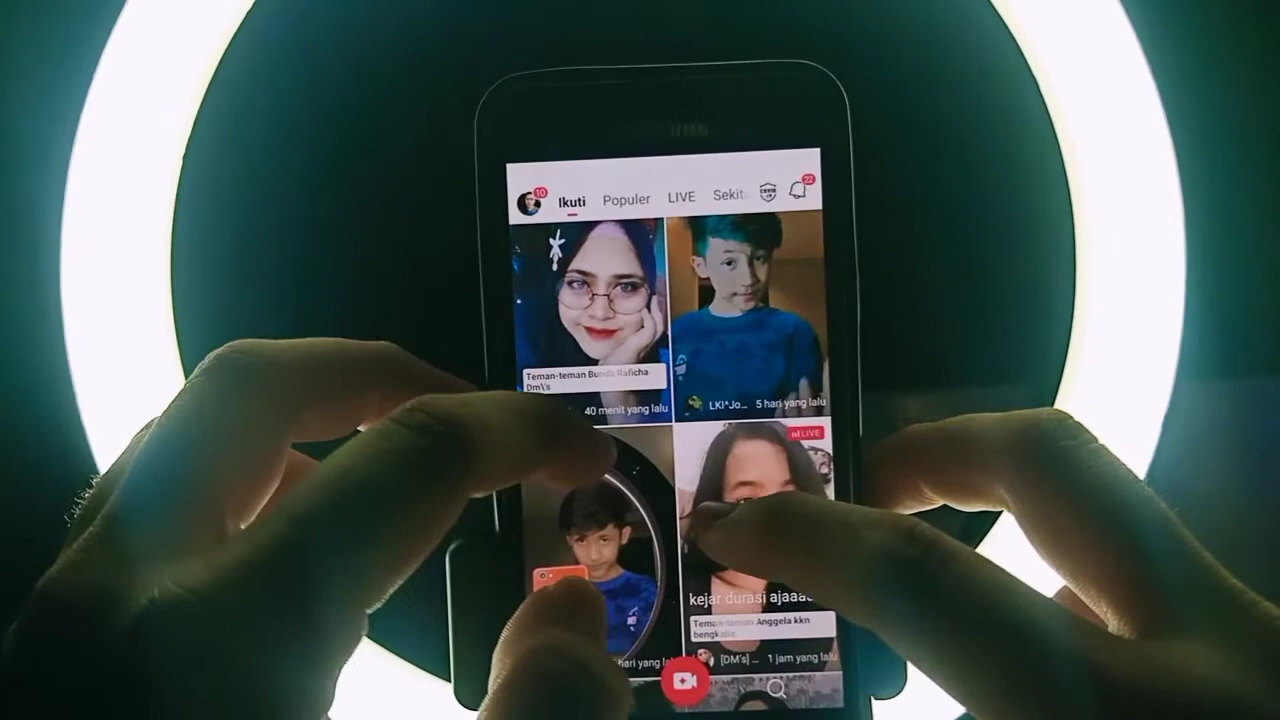 10
Ikuti
Populer
LIVE
Sekit
22
Teman-teman Bunda Raficha
Dm\'s
40 menit yang lalu
LKI^Jo...
5 hari yang lalu
LIVE
kejar durasi ajaaa
Teman-teman Anggela kkn
bengkalis
hari yang lalu
[DM's] ...
1 jam yang lalu